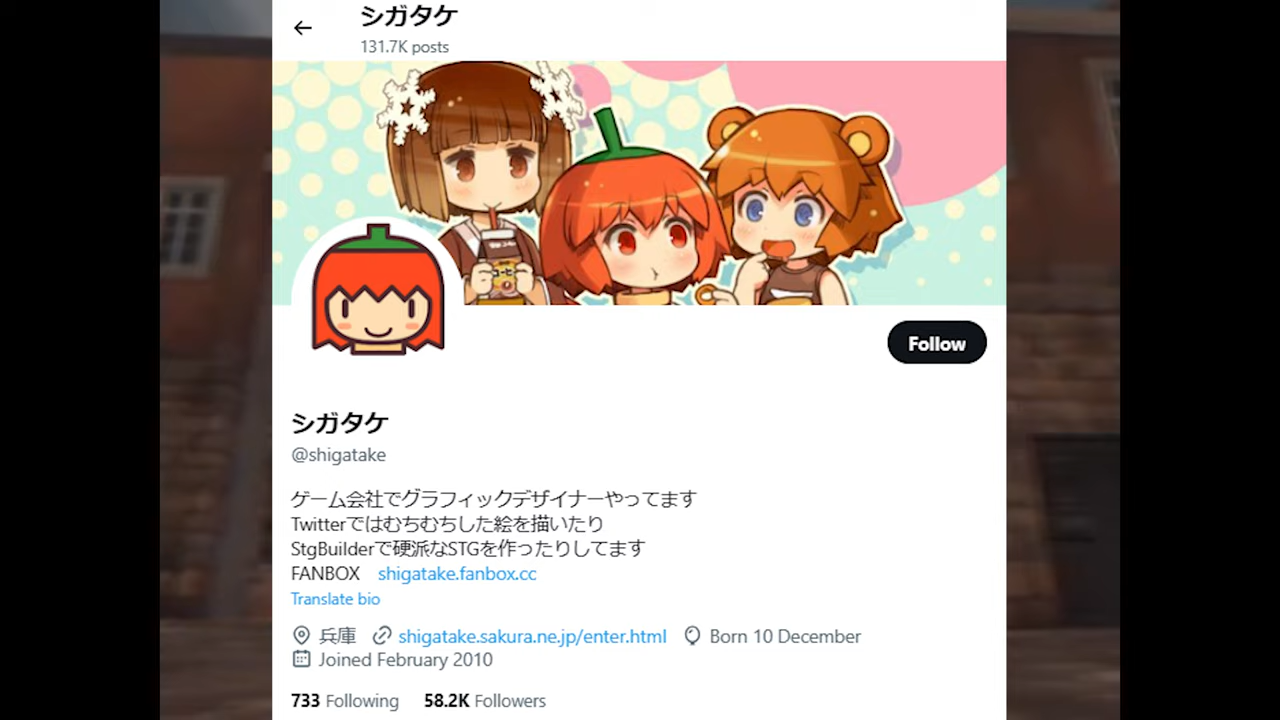 シガタケ
131.7K posts
Follow
シガタケ
@shigatake
ゲーム会社でグラフィックデザイナーやってます
Twitterではむちむちした絵を描いたり
StgBuilderで硬派なSTGを作ったりしてます
FANBOX shigatake.fanbox.cc
Translate bio
兵庫 shigatake.sakura.ne.jp/enter.html Born 10 December
Joined February 2010
733 Following 58.2K Followers